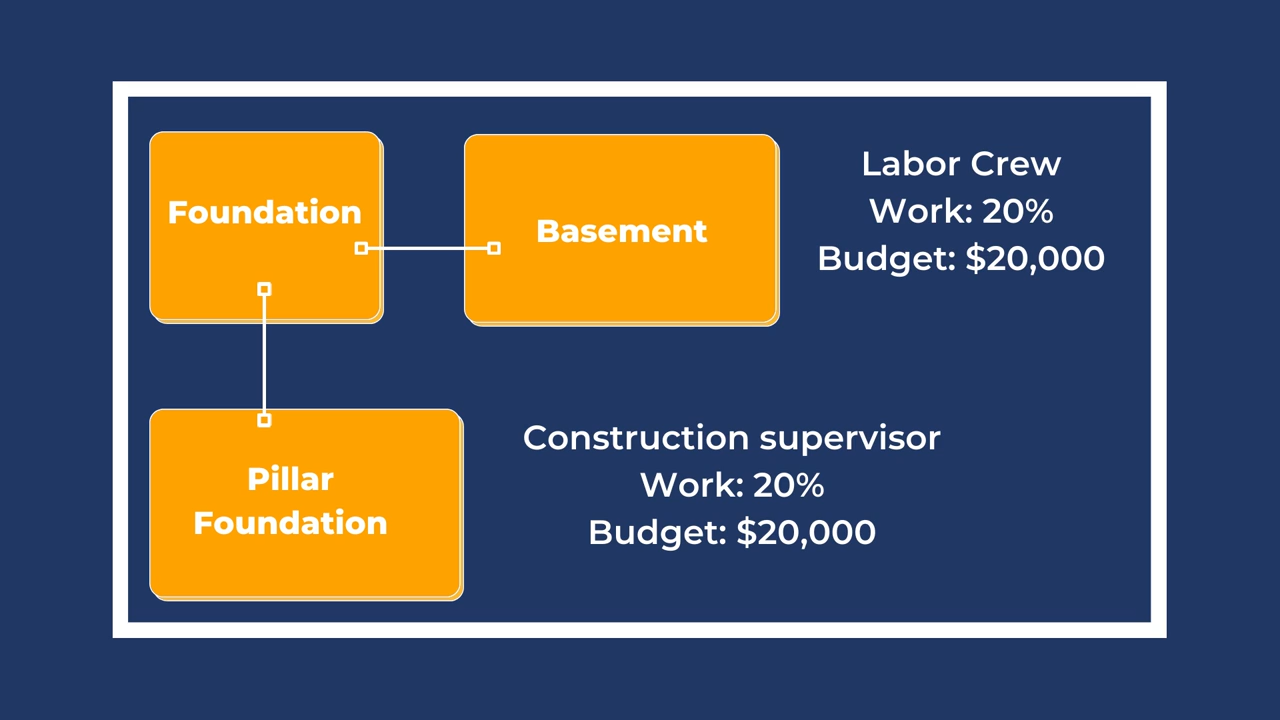 Foundation
Basement
Labor Crew
Work: 20%
Budget: $20,000
Pillar
Foundation
Construction supervisor
Work: 20%
Budget: $20,000